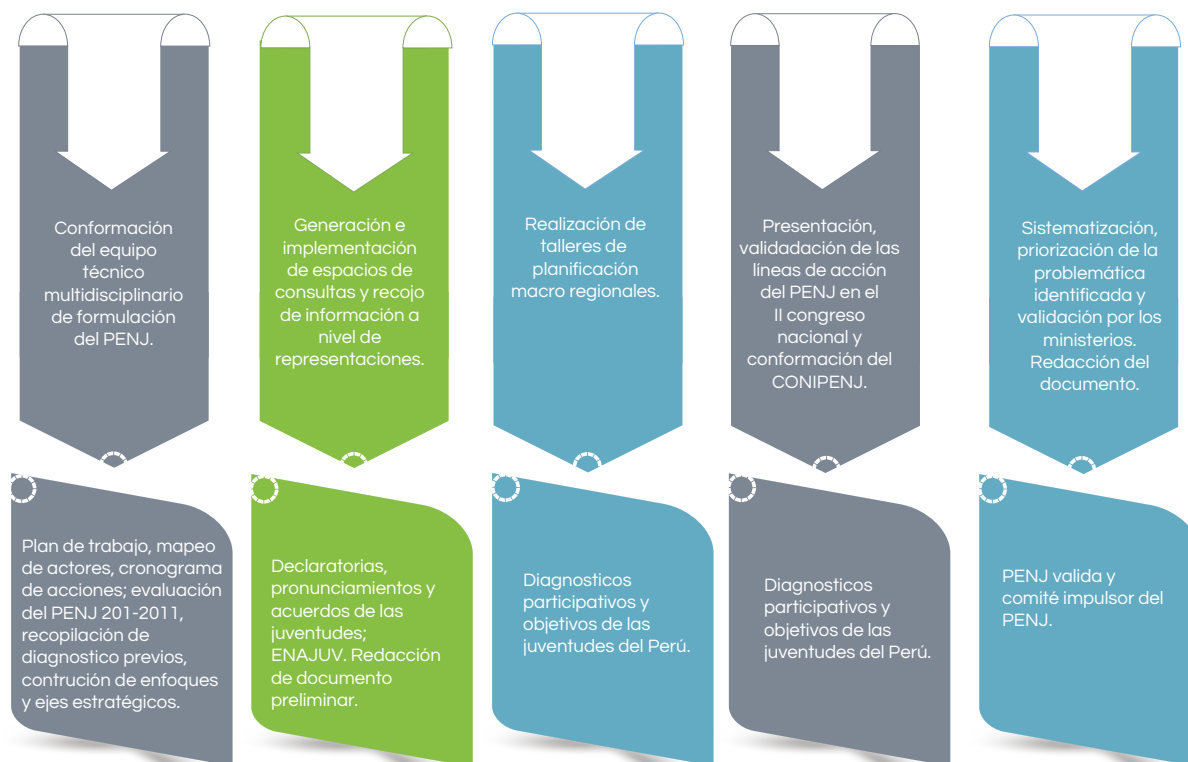 Conformación
del equipo
técnico
multidisciplinario
de formulación
del PENJ.
Generación e
implementación
de espacios de
consultas y recojo
de información a
nivel de
representaciones.
Realización de
talleres de
planificación
macro regionales.
Presentación,
validadación de las
líneas de acción
del PENJ en el
II congreso
nacional y
conformación del
CONIPENJ.
Sistematización,
priorización de la
problemática
identificada y
validación por los
ministerios.
Redacción del
documento.
Plan de trabajo, mapeo
de actores, cronograma
de acciones; evaluación
del PENJ 201-2011,
recopilación de
diagnostico previos,
contrución de enfoques
y ejes estratégicos.
Declaratorias,
pronunciamientos y
acuerdos de las
juventudes;
ENAJUV. Redacción
de documento
preliminar.
Diagnosticos
participativos y
objetivos de las
juventudes del Perú.
Diagnosticos
participativos y
objetivos de las
juventudes del Perú.
PENJ valida y
comité impulsor del
PENJ.